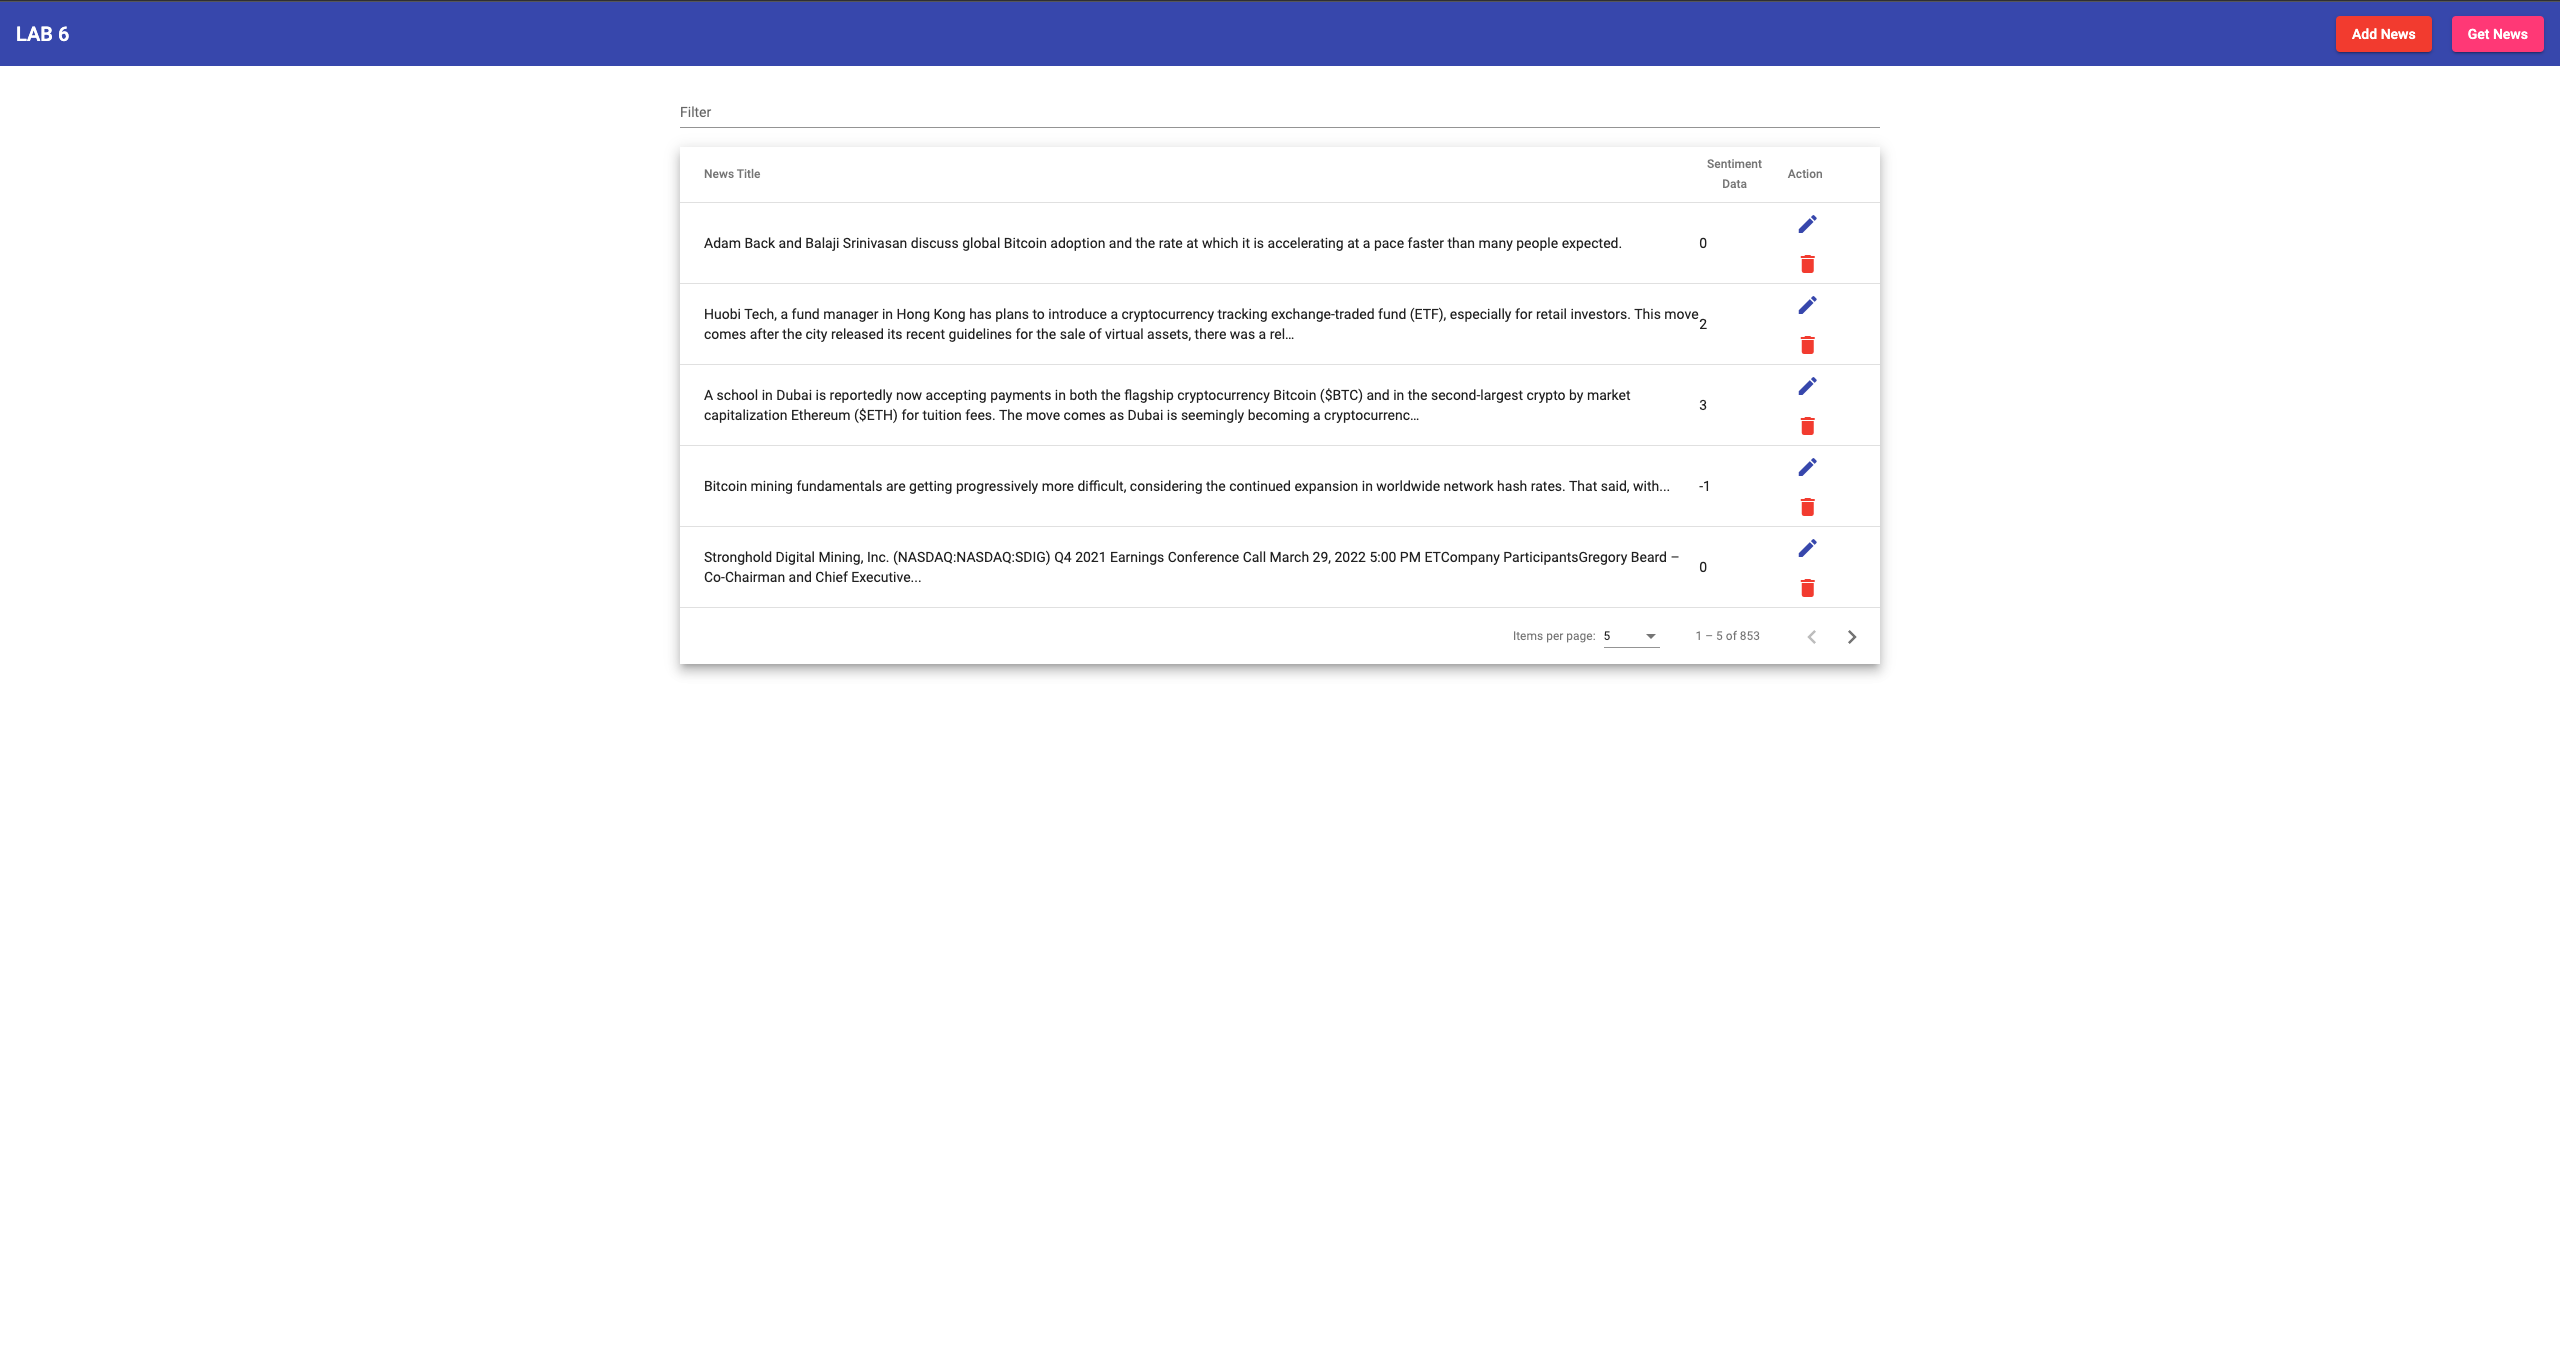 LAB 6
Add News
Get News
Filter
News Title
Sentiment
Data
Action
Adam Back and Balaji Srinivasan discuss global Bitcoin adoption and the rate at which it is accelerating at a pace faster than many people expected.
0
Huobi Tech, a fund manager in Hong Kong has plans to introduce a cryptocurrency tracking exchange-traded fund (ETF), especially for retail investors. This move
comes after the city released its recent guidelines for the sale of virtual assets, there was a rel…
2
A school in Dubai is reportedly now accepting payments in both the flagship cryptocurrency Bitcoin ($BTC) and in the second-largest crypto by market
capitalization Ethereum ($ETH) for tuition fees. The move comes as Dubai is seemingly becoming a cryptocurrenc…
3
Bitcoin mining fundamentals are getting progressively more difficult, considering the continued expansion in worldwide network hash rates. That said, with...
-1
Stronghold Digital Mining, Inc. (NASDAQ:NASDAQ:SDIG) Q4 2021 Earnings Conference Call March 29, 2022 5:00 PM ETCompany ParticipantsGregory Beard –
Co-Chairman and Chief Executive...
0
Items per page: 5
1 – 5 of 853